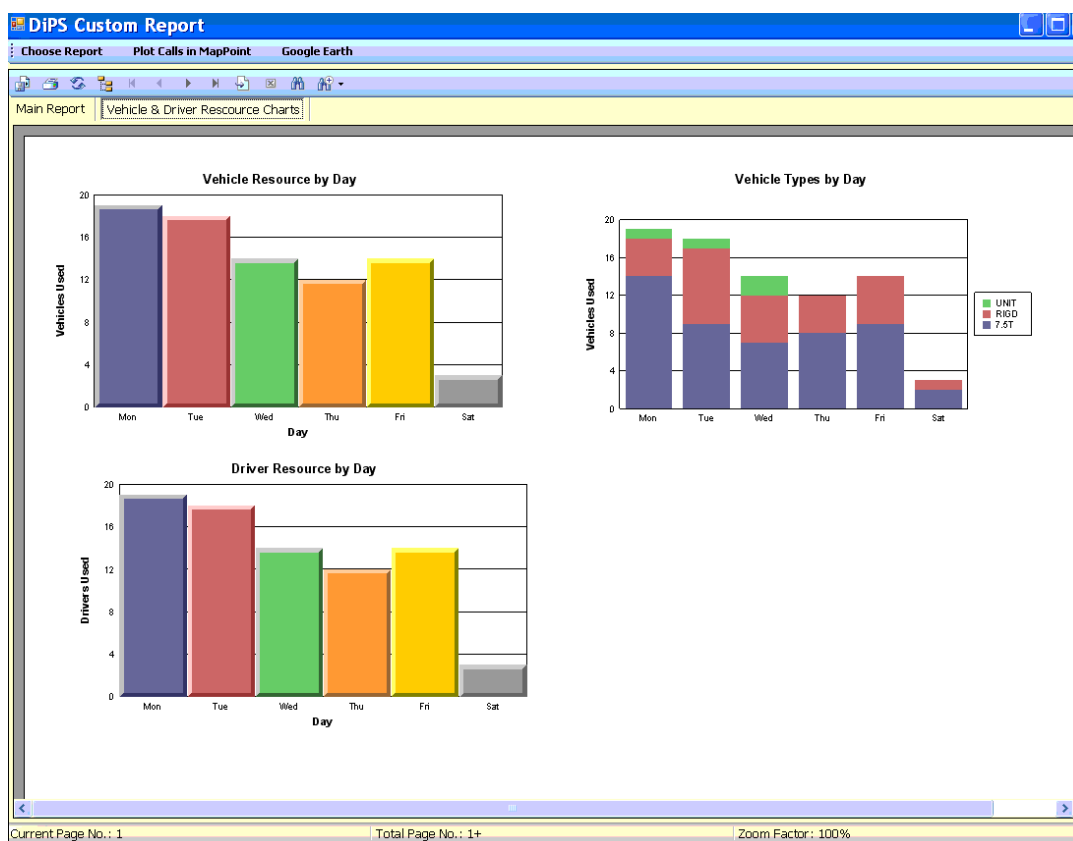 DiPS Custom Report
Choose Report Plot Calls in MapPoint Google Earth
Main Report Vehicle & Driver Rescource Charts
Vehicle Resource by Day
Vehicles Used
20
16
12
8
4
0
Mon Tue Wed Thu Fri Sat
Day
Vehicle Types by Day
Vehicles Used
20
16
12
8
4
0
Mon Tue Wed Thu Fri Sat
UNIT
RIGD
7.5T
Driver Resource by Day
Drivers Used
20
16
12
8
4
0
Mon Tue Wed Thu Fri Sat
Day
Current Page No.: 1 Total Page No.: 1+ Zoom Factor: 100%